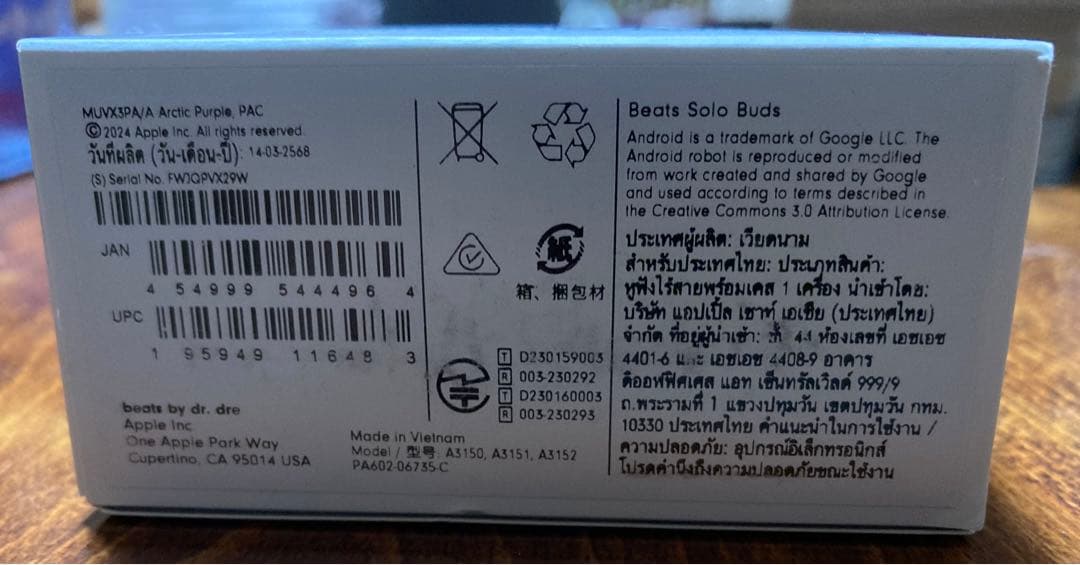 MUVX3PA/A Arctic Purple, PAC
©2024 Apple Inc. All rights reserved.
วันที่ผลิต (วัน-เดือน-ปี): 14-03-2568
(S) Serial No. FWJQPVX29W
JAN
4 54999 544496 4
UPC
1 95949 11648 3
beats by dr. dre
Apple Inc
One Apple Park Way
Cupertino, CA 95014 USA
Made in Vietnam
Model / 型号: A3150, A3151, A3152
PA602-06735-C
紙
箱、捆包材
T D230159003
R 003-230292
T D230160003
R 003-230293
Beats Solo Buds
Android is a trademark of Google LLC. The
Android robot is reproduced or modified
from work created and shared by Google
and used according to terms described in
the Creative Commons 3.0 Attribution License.
ประเทศผู้ผลิต: เวียดนาม
สำหรับประเทศไทย: ประเภทสินค้า:
หูฟังไร้สายพร้อมเคส 1 เครื่อง นำเข้าโดย:
บริษัท แอปเปิ้ล เซาท์ เอเชีย (ประเทศไทย)
จำกัด ที่อยู่ผู้นำเข้า: ชั้น 44 ห้องเลขที่ เอชเอช
4401-6 และ เอชเอช 4408-9 อาคาร
ดิออฟฟิศเศส แอท เซ็นทรัลเวิลด์ 999/9
ถ.พระรามที่ 1 แขวงปทุมวัน เขตปทุมวัน กทม.
10330 ประเทศไทย คำแนะนำในการใช้งาน /
ความปลอดภัย: อุปกรณ์อิเล็กทรอนิกส์
โปรดคำนึงถึงความปลอดภัยขณะใช้งาน